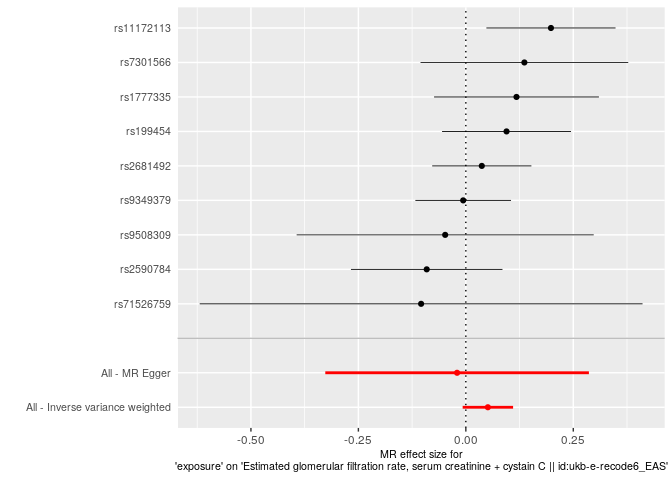 rs11172113
rs7301566
rs1777335
rs199454
rs2681492
rs9349379
rs9508309
rs2590784
rs71526759
All - MR Egger
All - Inverse variance weighted
-0.50 -0.25 0.00 0.25
MR effect size for
'exposure' on 'Estimated glomerular filtration rate, serum creatinine + cystain C || id:ukb-e-recode6_EAS'